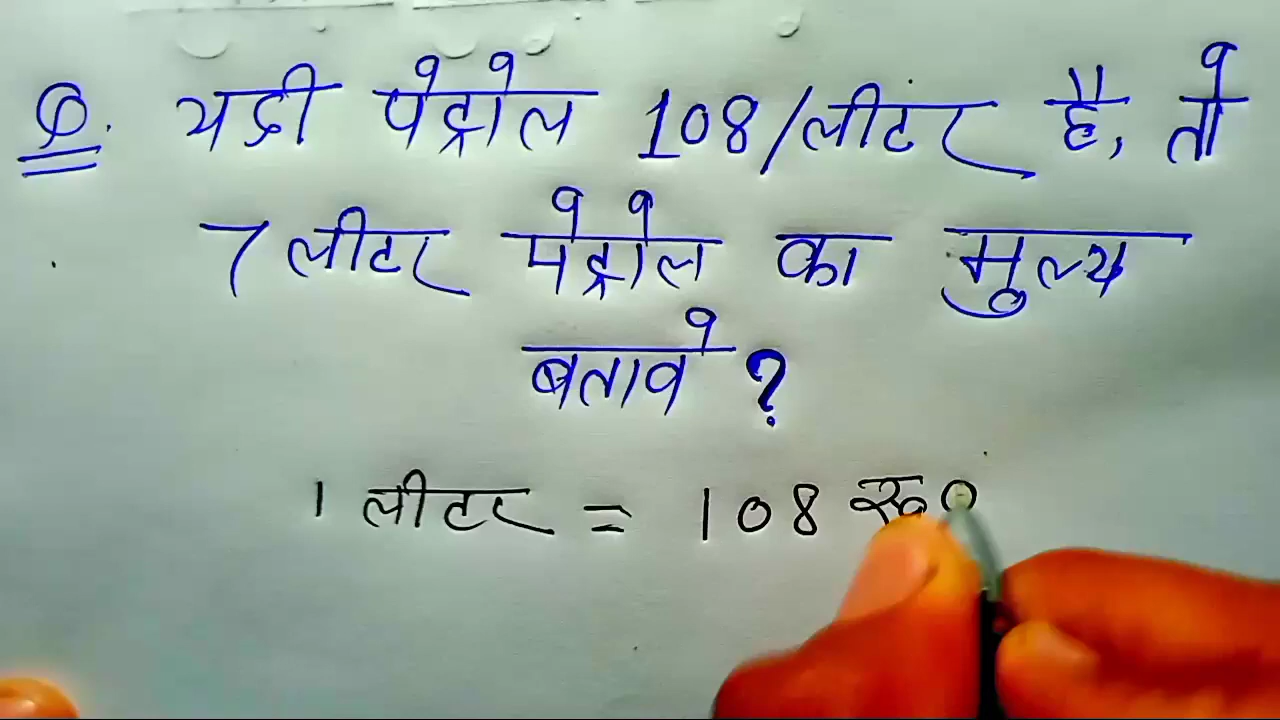 Q. यदी पेट्रोल 108/लीटर है, तो
7 लीटर पेट्रोल का मुल्य
बतावे ?
1 लीटर = 108 रू०